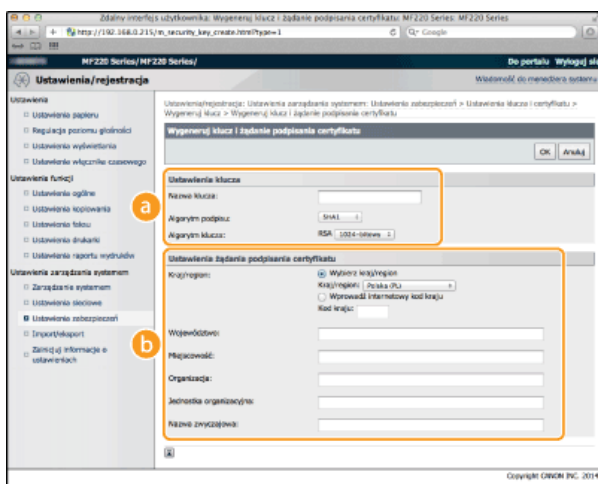 Zdalny interfejs użytkownika: Wygeneruj klucz i żądanie podpisania certyfikatu: MF220 Series: MF220 Series
http://192.168.0.215/m_security_key_create.html?type=1
Google
MF220 Series/MF220 Series/
Do portalu Wyloguj się
Ustawienia/rejestracja
Wiadomość do menedżera systemu
Ustawienia
Ustawienia papieru
Regulacja poziomu głośności
Ustawienia wyświetlania
Ustawienia włącznika czasowego
Ustawienia funkcji
Ustawienia ogólne
Ustawienia kopiowania
Ustawienia faksu
Ustawienia drukarki
Ustawienia raportu wydruków
Ustawienia zarządzania systemem
Zarządzanie systemem
Ustawienia sieciowe
Ustawienia zabezpieczeń
Import/eksport
Zainicjuj informacje o
ustawieniach
Ustawienia/rejestracja: Ustawienia zarządzania systemem: Ustawienia zabezpieczeń > Ustawienia klucza i certyfikatu >
Wygeneruj klucz > Wygeneruj klucz i żądanie podpisania certyfikatu
Wygeneruj klucz i żądanie podpisania certyfikatu
OK Anuluj
a
Ustawienia klucza
Nazwa klucza:
Algorytm podpisu: SHA1
Algorytm klucza: RSA 1024-bitowe
b
Ustawienia żądania podpisania certyfikatu
Kraj/region: Wybierz kraj/region
Kraj/region: Polska (PL)
Wprowadź internetowy kod kraju
Kod kraju:
Województwo:
Miejscowość:
Organizacja:
Jednostka organizacyjna:
Nazwa zwyczajowa:
Copyright CANON INC. 2014